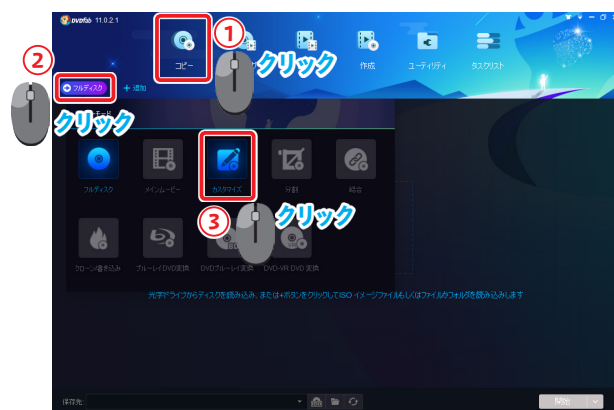 DVDFab 11.0.2.1
① クリック
コピー
作成
ユーティリティ
タスクリスト
② フルディスク
+ 追加
クリック
フルディスク
メインムービー
カスタマイズ
分割
結合
③ クリック
クローン/書き込み
ブルーレイDVD変換
DVDブルーレイ変換
DVD-VR DVD 変換
光学ドライブからディスクを読み込み、または+ボタンをクリックしてISO イメージファイルもしくはファイルかフォルダを読み込みします
保存先:
開始